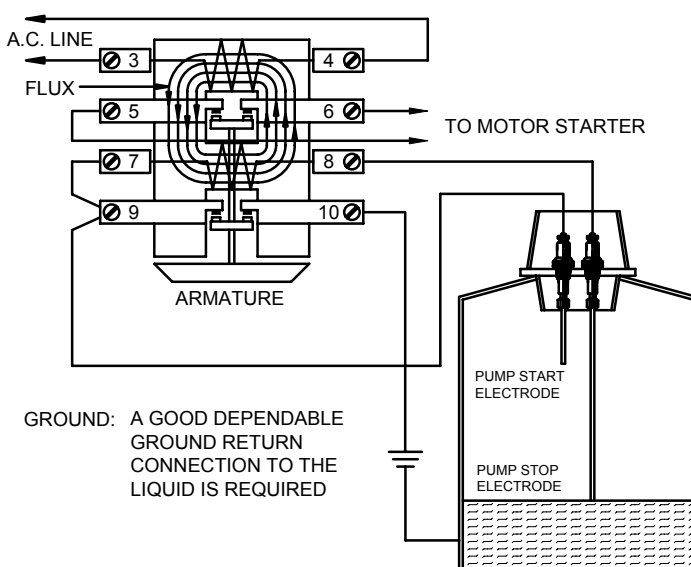 A.C. LINE
3
4
FLUX
5
6
TO MOTOR STARTER
7
8
9
10
ARMATURE
PUMP START
ELECTRODE
GROUND: A GOOD DEPENDABLE
GROUND RETURN
CONNECTION TO THE
LIQUID IS REQUIRED
PUMP STOP
ELECTRODE